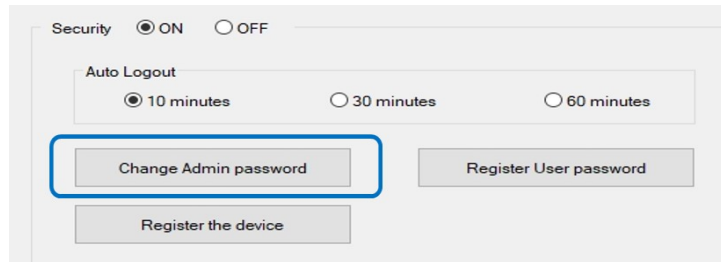 Security ON OFF
Auto Logout
10 minutes 30 minutes 60 minutes
Change Admin password Register User password
Register the device